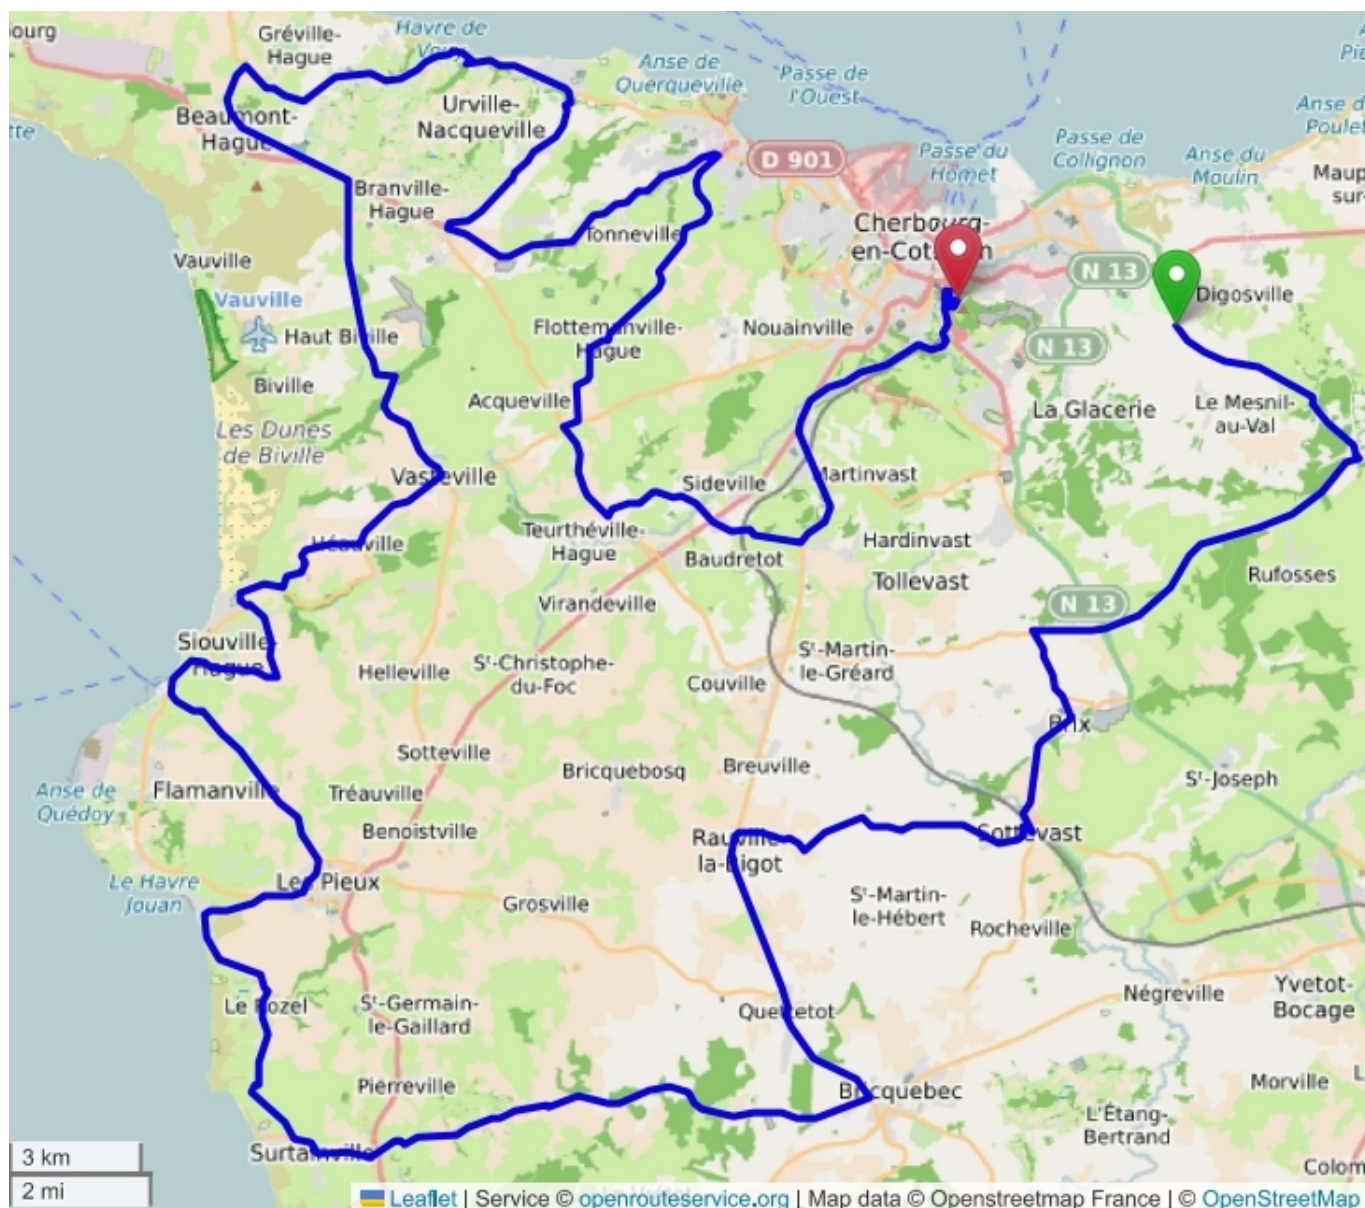 ourg
Gréville-
Hague
Havre de
Anse de
Querqueville
Passe de
l'Ouest
Beaumont-
Hague
Urville-
Nacqueville
D 901
Passe du
Homet
Passe de
Collignon
Anse du
Moulin
Anse d
Poulet
Maup
sur-
Branville-
Hague
Tonneville
Cherbourg-
en-Cotentin
N 13
Digosville
Vauville
Vauville
Haut Biville
Flottemanville-
Hague
Nouainville
N 13
Biville
Acqueville
La Glacerie
Le Mesnil-
au-Val
Les Dunes
de Biville
Vasteville
Sideville
Martinvast
Héauville
Teurthéville-
Hague
Baudretot
Hardinvast
Tollevast
Rufosses
Virandeville
N 13
Siouville-
Hague
Helleville
Sᵗ-Christophe-
du-Foc
Couville
Sᵗ-Martin-
le-Gréard
Brix
Sotteville
Bricquebosq
Breuville
Sᵗ-Joseph
Anse de
Quédoy
Flamanville
Tréauville
Benoistville
Rauville-
la-Bigot
Sottevast
Le Havre
Jouan
Les Pieux
Grosville
Sᵗ-Martin-
le-Hébert
Rocheville
Le Rozel
Sᵗ-Germain-
le-Gaillard
Quettetot
Négreville
Yvetot-
Bocage
Pierreville
Bricquebec
Morville
L'Étang-
Bertrand
Surtainville
Colom
3 km
2 mi
Leaflet | Service © openrouteservice.org | Map data © Openstreetmap France | © OpenStreetMap